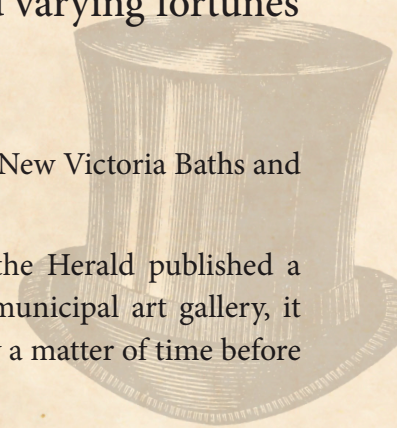 varying fortunes
New Victoria Baths and
the Herald published a
municipal art gallery, it
a matter of time before